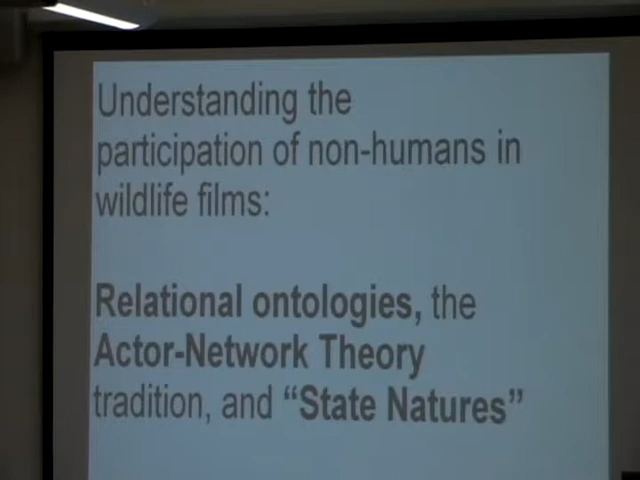 Understanding the
participation of non-humans in
wildlife films:
Relational ontologies, the
Actor-Network Theory
tradition, and “State Natures”